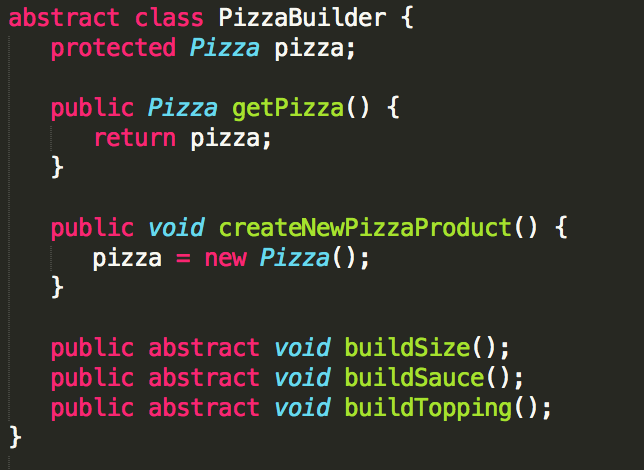 abstract class PizzaBuilder {
protected Pizza pizza;
public Pizza getPizza() {
return pizza;
}
public void createNewPizzaProduct() {
pizza = new Pizza();
}
public abstract void buildSize();
public abstract void buildSauce();
public abstract void buildTopping();
}